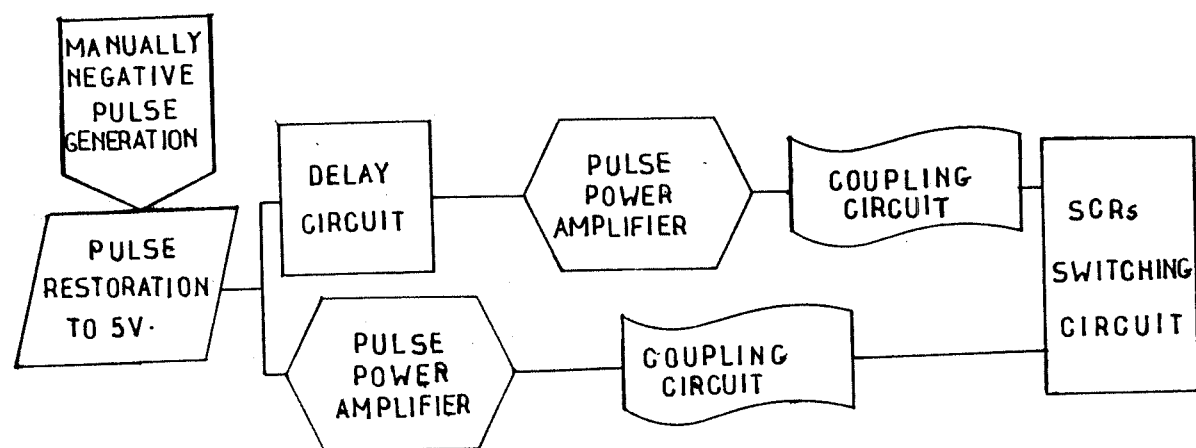 MANUALLY
NEGATIVE
PULSE
GENERATION
PULSE
RESTORATION
TO 5V.
DELAY
CIRCUIT
PULSE
POWER
AMPLIFIER
COUPLING
CIRCUIT
PULSE
POWER
AMPLIFIER
COUPLING
CIRCUIT
SCRs
SWITCHING
CIRCUIT